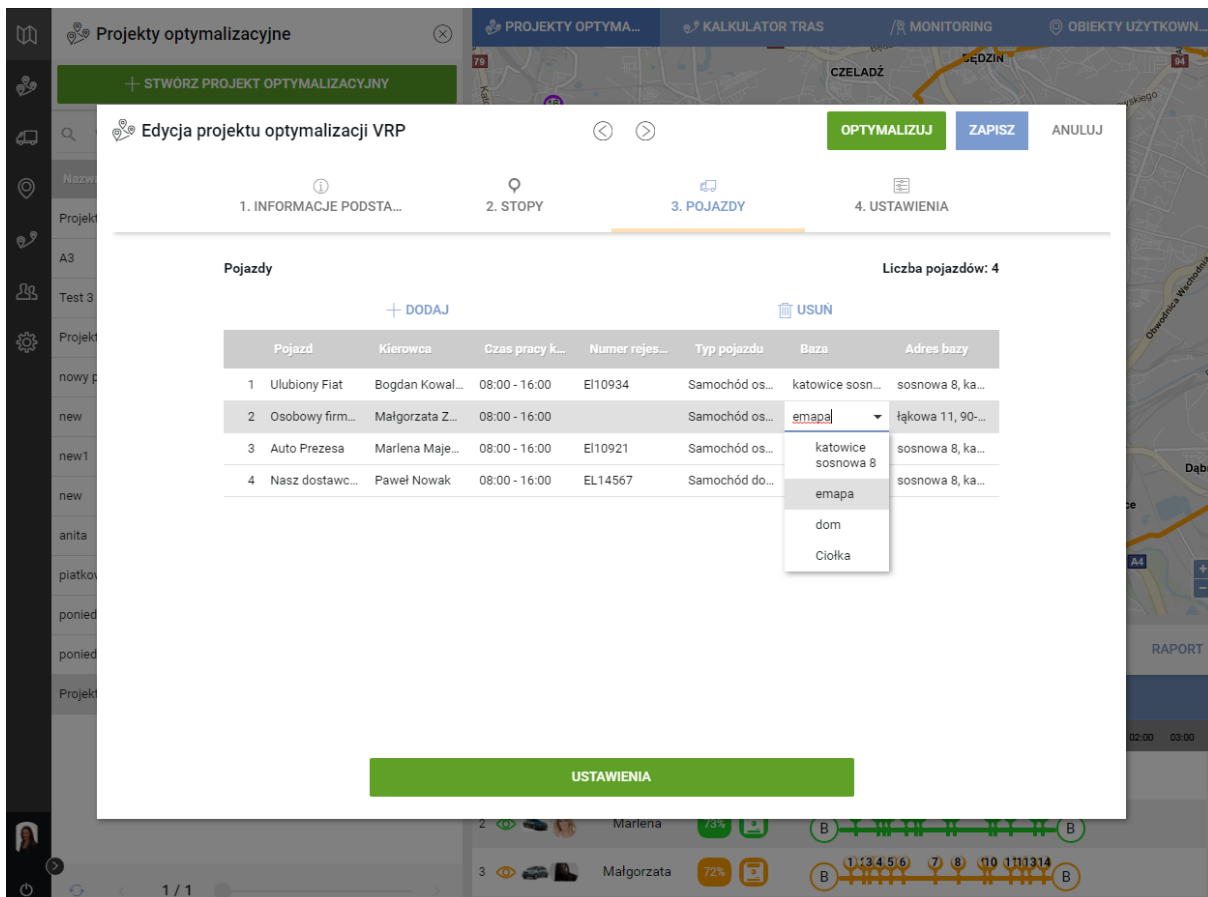 Projekty optymalizacyjne
PROJEKTY OPTYMA...
KALKULATOR TRAS
MONITORING
OBIEKTY UŻYTKOWN...
STWÓRZ PROJEKT OPTYMALIZACYJNY
79
CZELADŹ
BĘDZIN
94
Edycja projektu optymalizacji VRP
OPTYMALIZUJ
ZAPISZ
ANULUJ
1. INFORMACJE PODSTA...
2. STOPY
3. POJAZDY
4. USTAWIENIA
Pojazdy
Liczba pojazdów: 4
DODAJ
USUŃ
Pojazd Kierowca Czas pracy k... Numer rejes... Typ pojazdu Baza Adres bazy
1 Ulubiony Fiat Bogdan Kowal... 08:00 - 16:00 El10934 Samochód os... katowice sosn... sosnowa 8, ka...
2 Osobowy firm... Małgorzata Z... 08:00 - 16:00 Samochód os... emapa łąkowa 11, 90-...
3 Auto Prezesa Marlena Maje... 08:00 - 16:00 El10921 Samochód os... sosnowa 8, ka...
4 Nasz dostawc... Paweł Nowak 08:00 - 16:00 EL14567 Samochód do... sosnowa 8, ka...
katowice
sosnowa 8
emapa
dom
Ciołka
USTAWIENIA
Projekt
A3
Test 3
Projekt
nowy p
new
new1
new
anita
piatkov
ponied
poniedz
Projekt
Obwodnica Wschodnia
Dąbr
A4
RAPORT
02:00 03:00
2 Marlena 73% B B
3 Małgorzata 72% B B
1 / 1